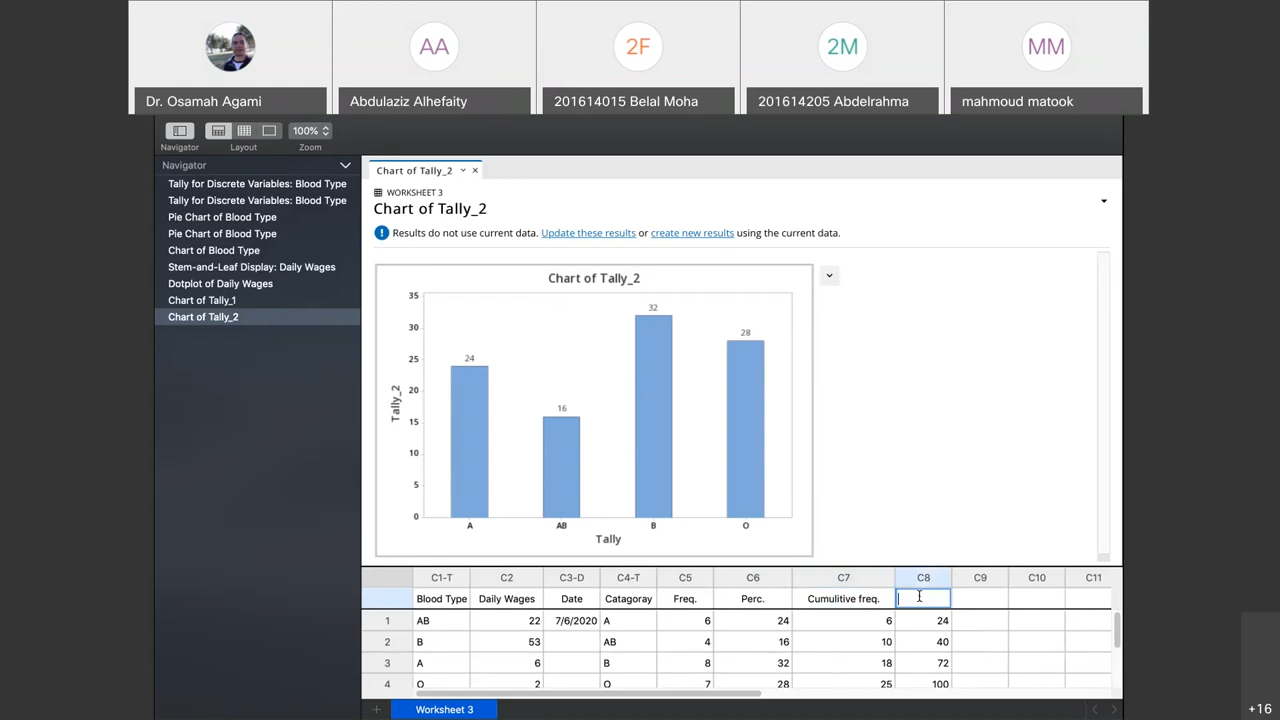 AA
2F
2M
MM
Dr. Osamah Agami
Abdulaziz Alhefaity
201614015 Belal Moha
201614205 Abdelrahma
mahmoud matook
100%
Navigator
Layout
Zoom
Navigator
Tally for Discrete Variables: Blood Type
Tally for Discrete Variables: Blood Type
Pie Chart of Blood Type
Pie Chart of Blood Type
Chart of Blood Type
Stem-and-Leaf Display: Daily Wages
Dotplot of Daily Wages
Chart of Tally_1
Chart of Tally_2
Chart of Tally_2
WORKSHEET 3
Chart of Tally_2
Results do not use current data. Update these results or create new results using the current data.
Chart of Tally_2
35
30
25
20
15
10
5
0
Tally_2
24
16
32
28
A AB B O
Tally
C1-T C2 C3-D C4-T C5 C6 C7 C8 C9 C10 C11
Blood Type Daily Wages Date Catagoray Freq. Perc. Cumulitive freq.
1 AB 22 7/6/2020 A 6 24 6 24
2 B 53 AB 4 16 10 40
3 A 6 B 8 32 18 72
4 O 2 O 7 28 25 100
Worksheet 3
+16